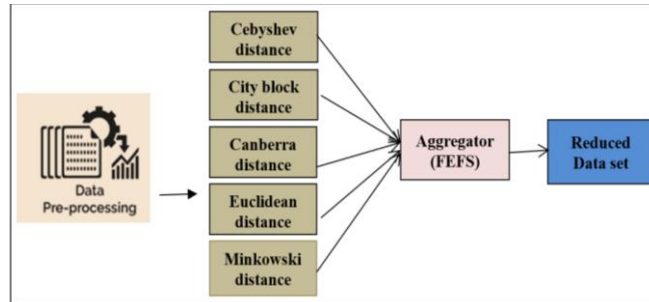 Cebyshev
distance
City block
distance
Canberra
distance
Euclidean
distance
Minkowski
distance
Data
Pre-processing
Aggregator
(FEFS)
Reduced
Data set